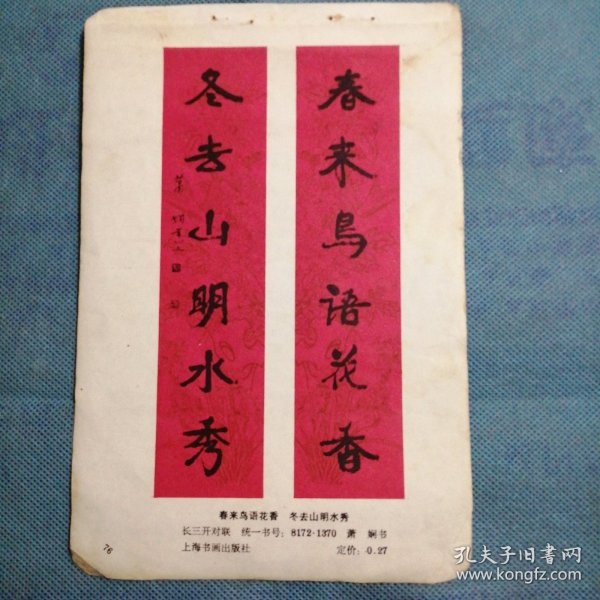 春来鸟语花香
冬去山明水秀
春来鸟语花香 冬去山明水秀
长三开对联 统一书号：8172·1370 萧 娴书
上海书画出版社 定价：0.27
76
孔夫子旧书网
www.kongfz.com